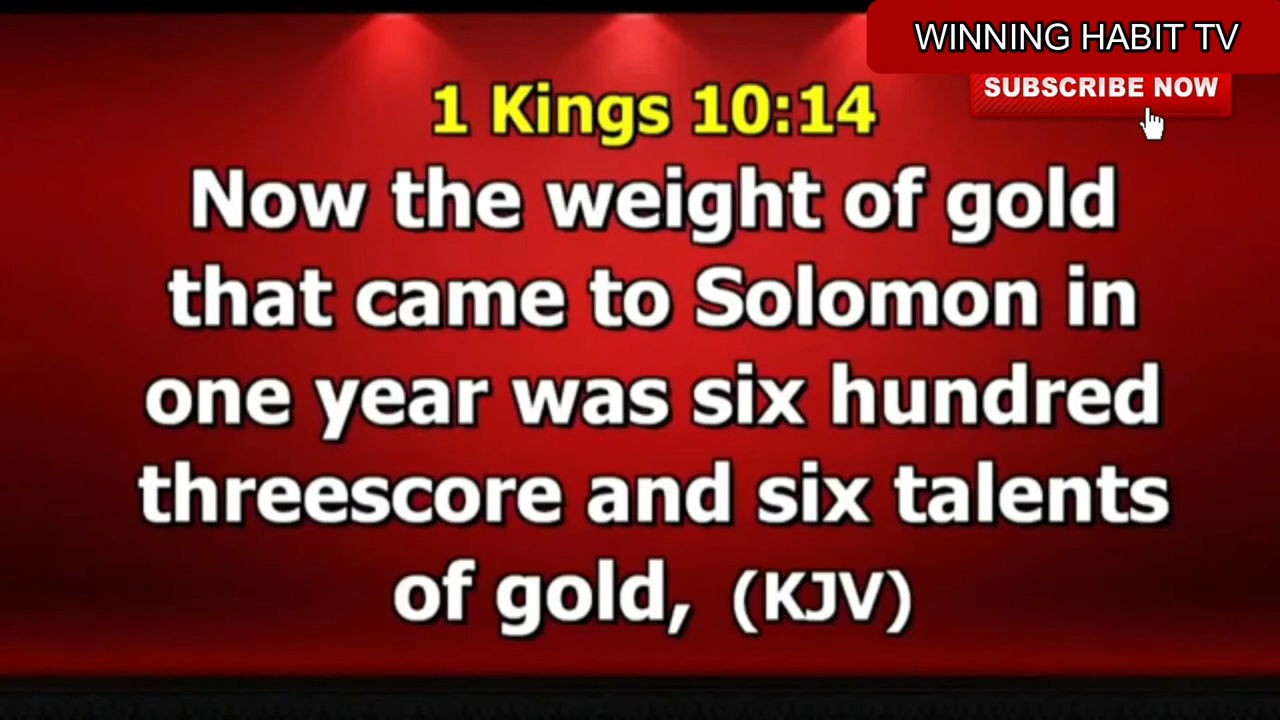 WINNING HABIT TV
SUBSCRIBE NOW
1 Kings 10:14
Now the weight of gold
that came to Solomon in
one year was six hundred
threescore and six talents
of gold, (KJV)